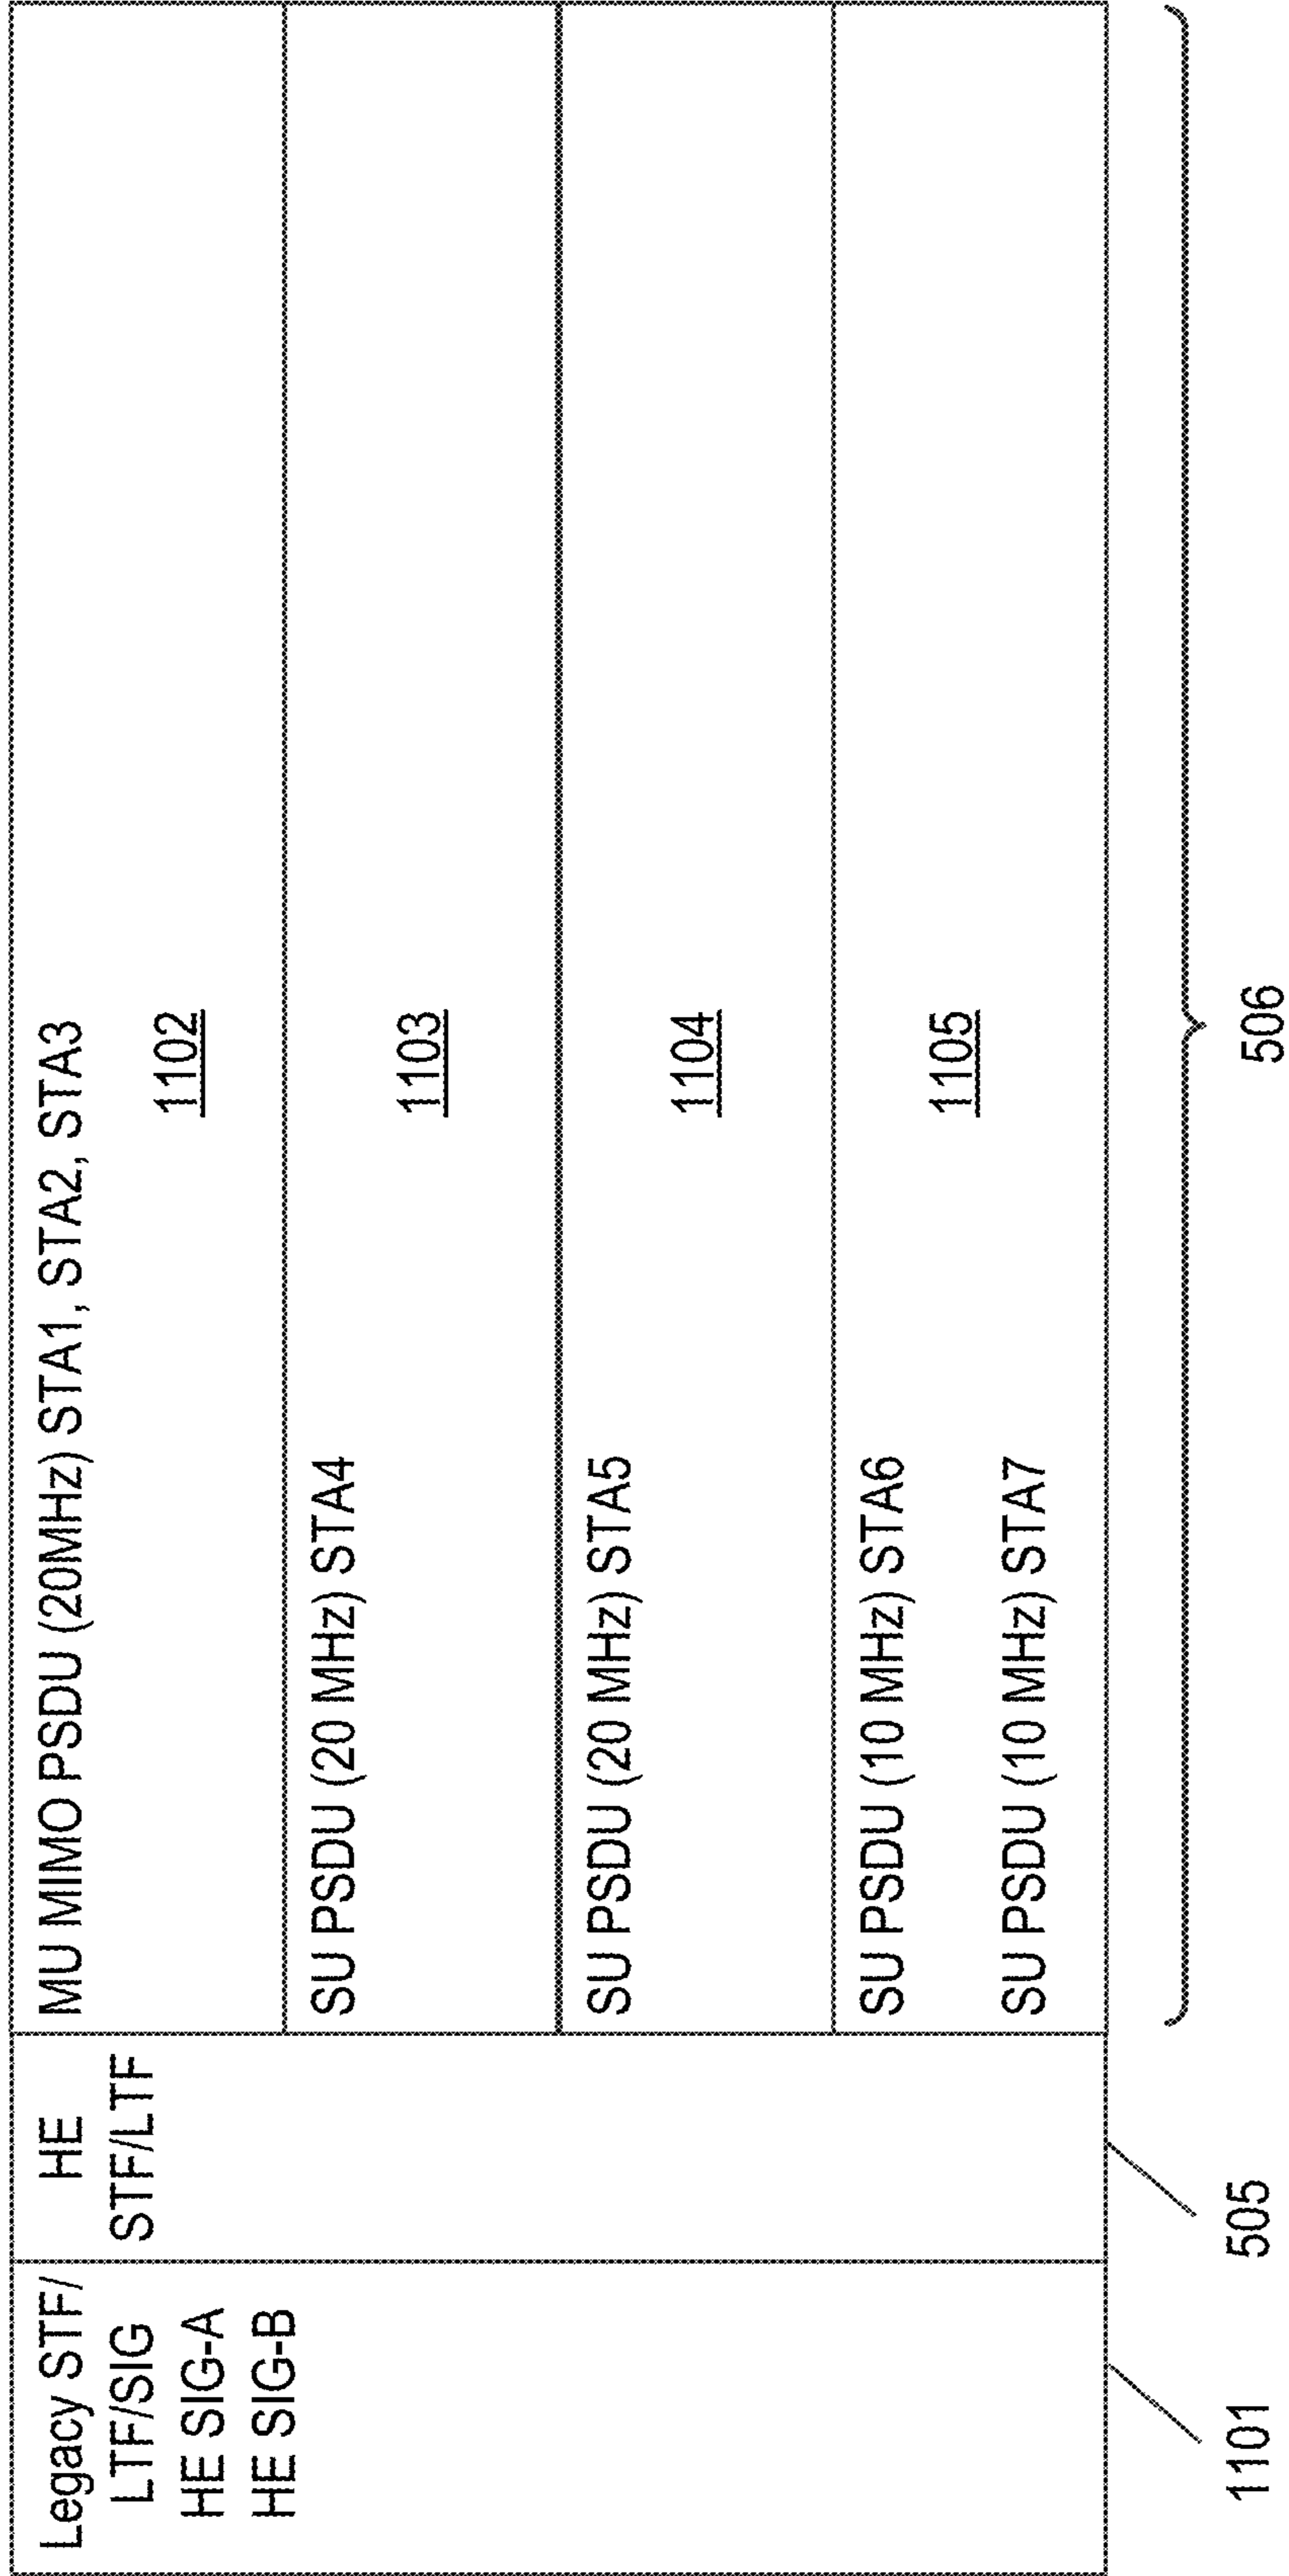 Legacy STF/
LTF/SIG
HE SIG-A
HE SIG-B
HE
STF/LTF
MU MIMO PSDU (20MHz) STA1, STA2, STA3
1102
SU PSDU (20 MHz) STA4
1103
SU PSDU (20 MHz) STA5
1104
SU PSDU (10 MHz) STA6
1105
SU PSDU (10 MHz) STA7
1101
505
506